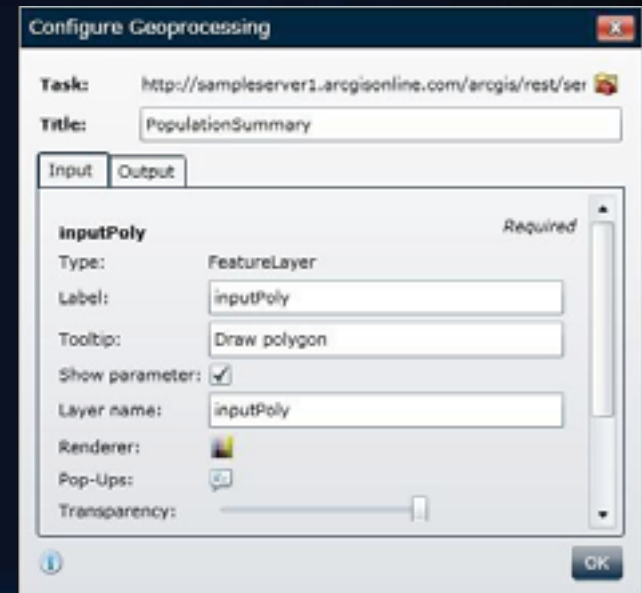 Configure Geoprocessing
Task: http://sampleserver1.arcgisonline.com/arcgis/rest/ser
Title: PopulationSummary
Input Output
inputPoly Required
Type: FeatureLayer
Label: inputPoly
Tooltip: Draw polygon
Show parameter:
Layer name: inputPoly
Renderer:
Pop-Ups:
Transparency:
OK